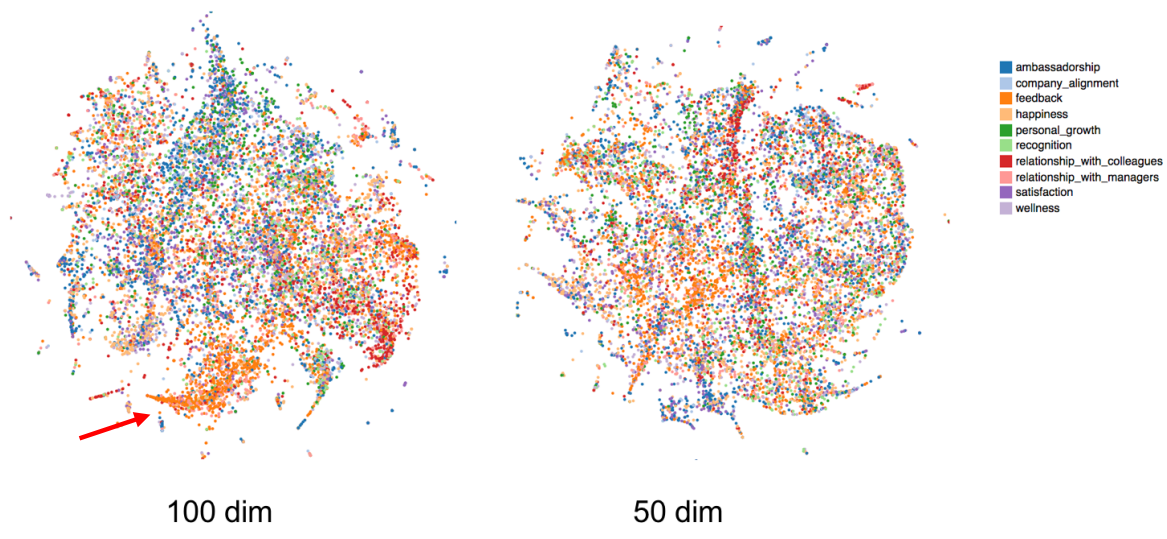 ambassadorship
company_alignment
feedback
happiness
personal_growth
recognition
relationship_with_colleagues
relationship_with_managers
satisfaction
wellness
100 dim
50 dim